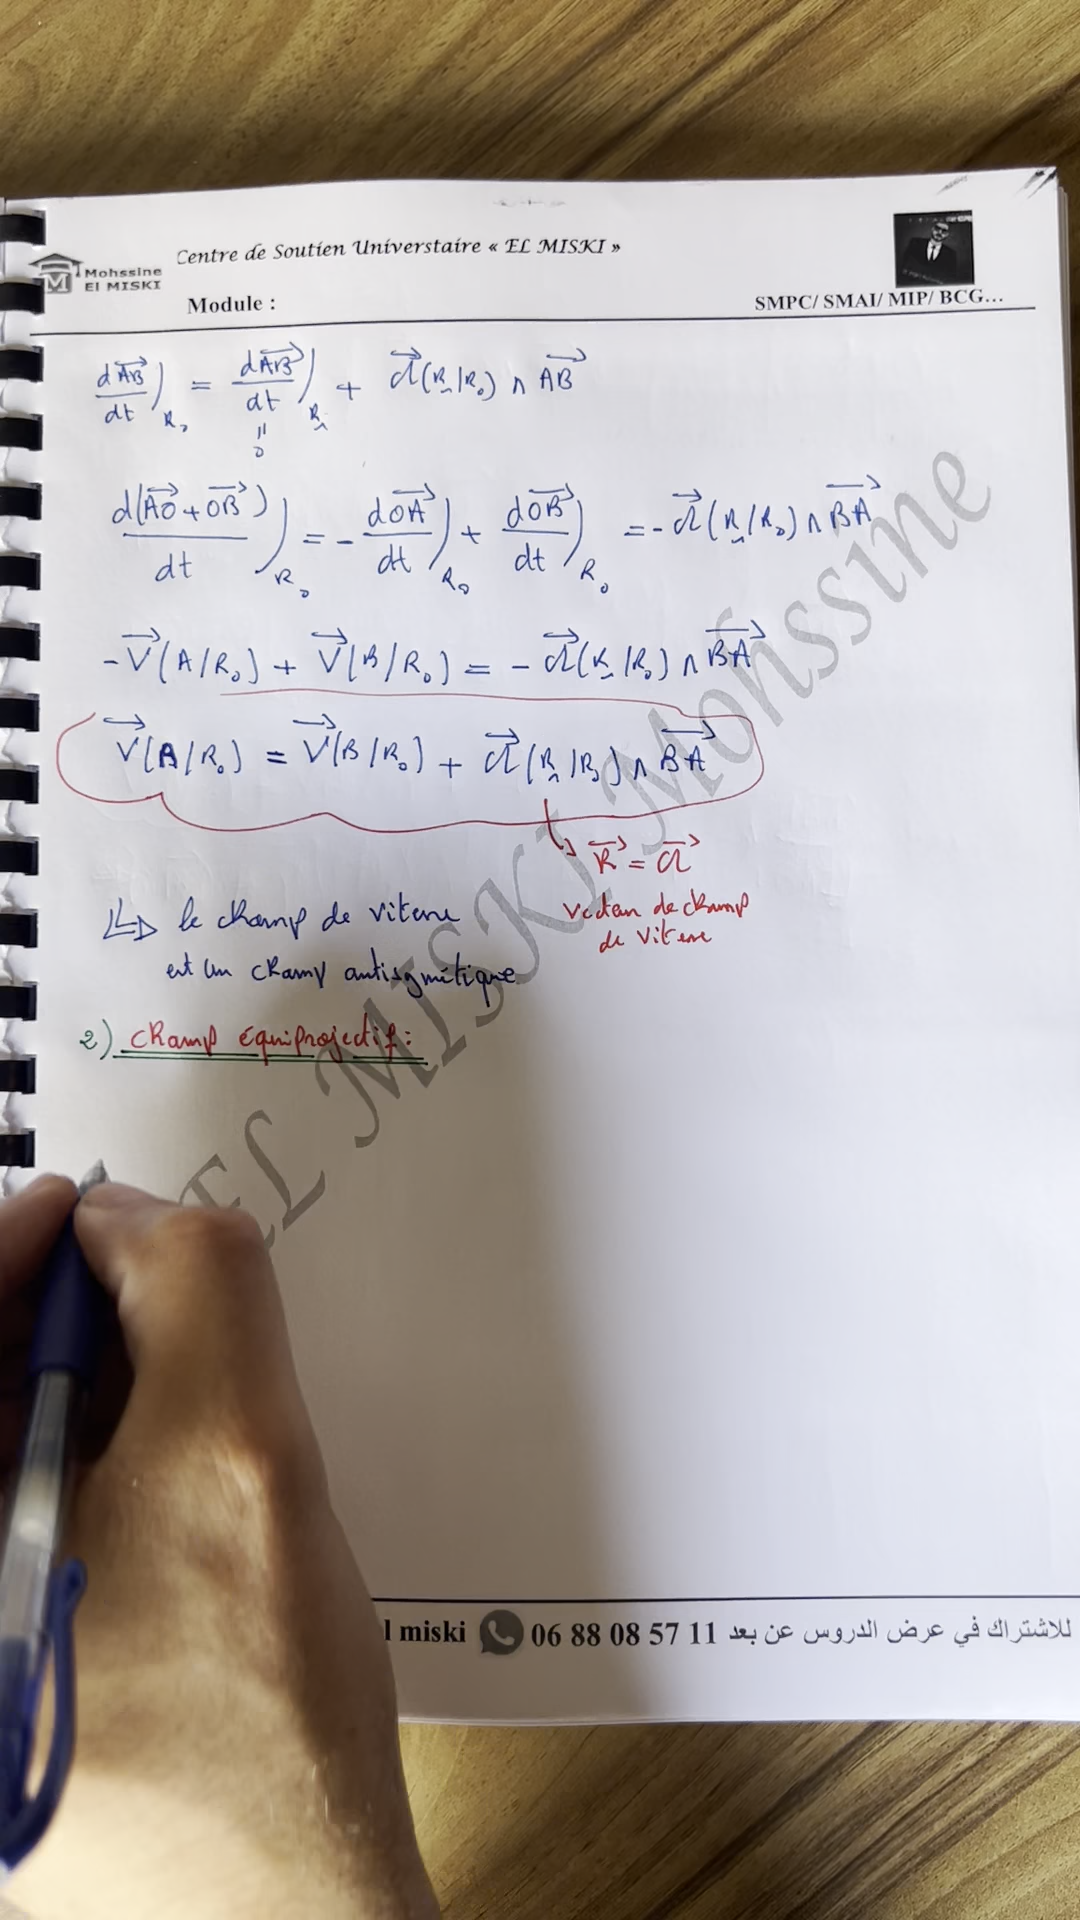 Centre de Soutien Universtaire « EL MISKI »
Mohssine
El MISKI
Module :
SMPC/ SMAI/ MIP/ BCG...
dAB/dt)R₀ = dAB/dt)R₁ + Ω(R₁/R₀) ∧ AB
= 0
d(AO + OB)/dt)R₀ = - dOA/dt)R₀ + dOB/dt)R₀ = - Ω(R₁/R₀) ∧ BA
- V(A/R₀) + V(B/R₀) = - Ω(R₁/R₀) ∧ BA
V(A/R₀) = V(B/R₀) + Ω(R₁/R₀) ∧ BA
R = Ω
le champ de vitesse
vecteur de champ
de vitesse
est un champ antisymétrique
2) champ équiprojectif :
EL MISKI Mohssine
l miski 06 88 08 57 11 للاشتراك في عرض الدروس عن بعد